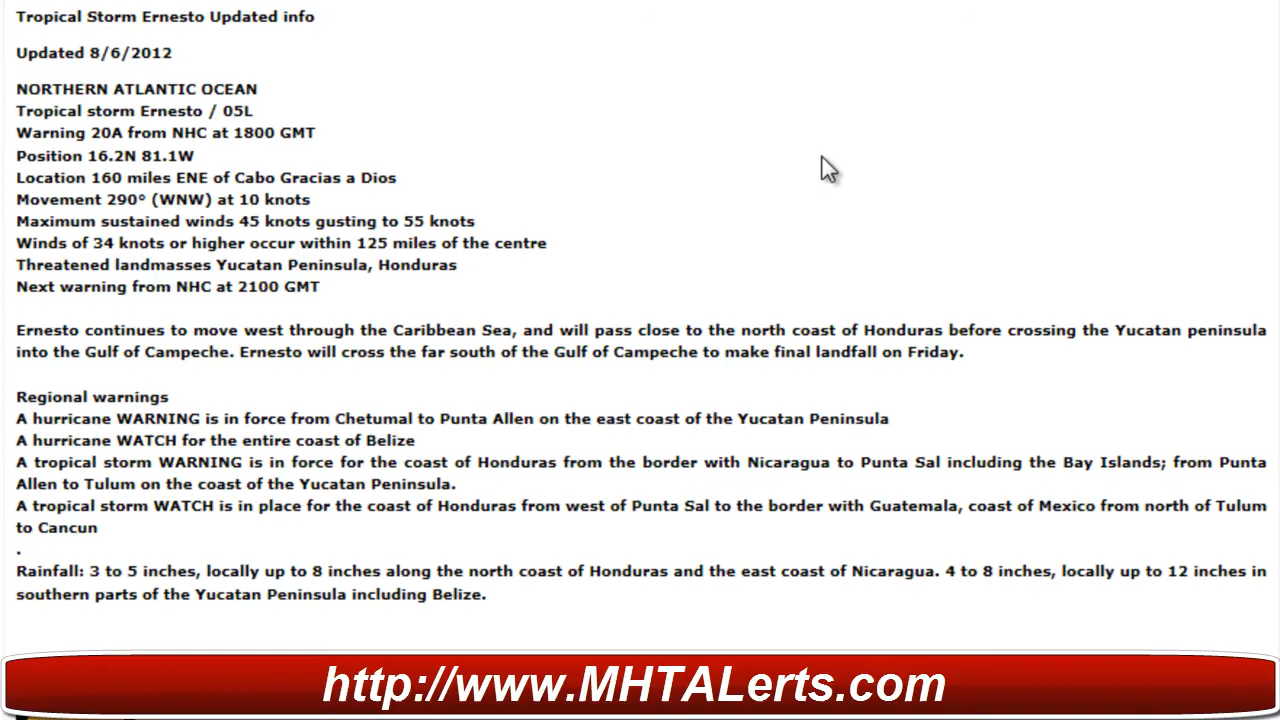 Tropical Storm Ernesto Updated info
Updated 8/6/2012
NORTHERN ATLANTIC OCEAN
Tropical storm Ernesto / 05L
Warning 20A from NHC at 1800 GMT
Position 16.2N 81.1W
Location 160 miles ENE of Cabo Gracias a Dios
Movement 290° (WNW) at 10 knots
Maximum sustained winds 45 knots gusting to 55 knots
Winds of 34 knots or higher occur within 125 miles of the centre
Threatened landmasses Yucatan Peninsula, Honduras
Next warning from NHC at 2100 GMT
Ernesto continues to move west through the Caribbean Sea, and will pass close to the north coast of Honduras before crossing the Yucatan peninsula
into the Gulf of Campeche. Ernesto will cross the far south of the Gulf of Campeche to make final landfall on Friday.
Regional warnings
A hurricane WARNING is in force from Chetumal to Punta Allen on the east coast of the Yucatan Peninsula
A hurricane WATCH for the entire coast of Belize
A tropical storm WARNING is in force for the coast of Honduras from the border with Nicaragua to Punta Sal including the Bay Islands; from Punta
Allen to Tulum on the coast of the Yucatan Peninsula.
A tropical storm WATCH is in place for the coast of Honduras from west of Punta Sal to the border with Guatemala, coast of Mexico from north of Tulum
to Cancun
.
Rainfall: 3 to 5 inches, locally up to 8 inches along the north coast of Honduras and the east coast of Nicaragua. 4 to 8 inches, locally up to 12 inches in
southern parts of the Yucatan Peninsula including Belize.
http://www.MHTALerts.com